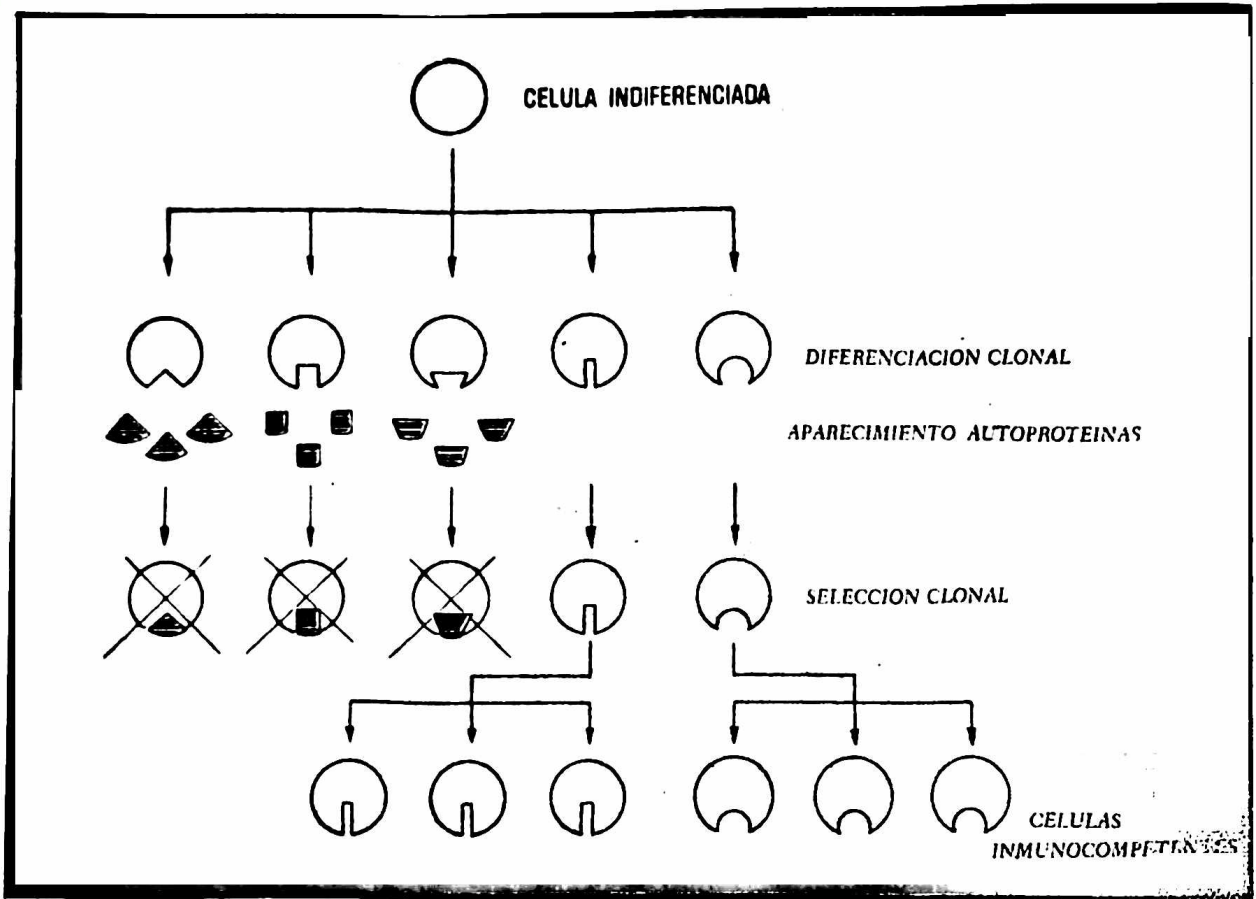 CELULA INDIFERENCIADA
DIFERENCIACION CLONAL
APARECIMIENTO AUTOPROTEINAS
SELECCION CLONAL
CELULAS
INMUNOCOMPETENTES